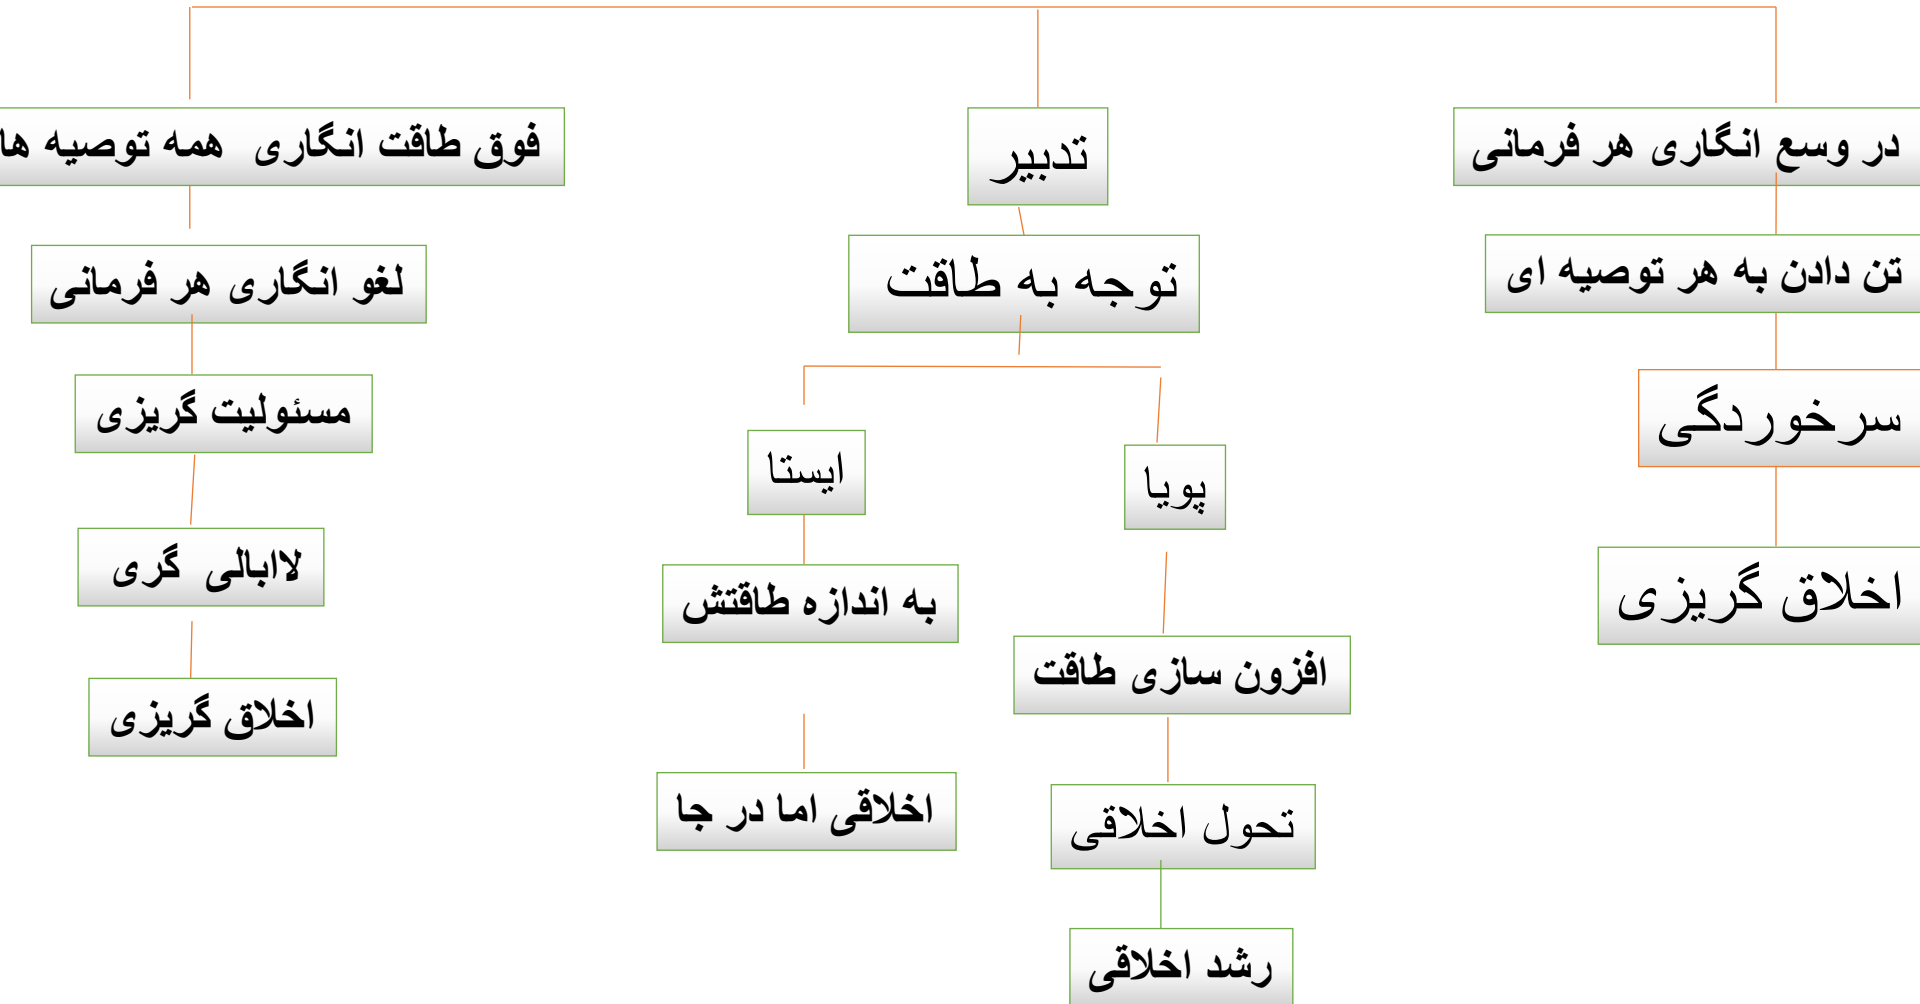 در وسع انگاری هر فرمانی
تن دادن به هر توصیه ای
سرخوردگی
اخلاق گریزی
تدبیر
توجه به طاقت
پویا
افزون سازی طاقت
تحول اخلاقی
رشد اخلاقی
ایستا
به اندازه طاقتش
اخلاقی اما در جا
فوق طاقت انگاری همه توصیه ها
لغو انگاری هر فرمانی
مسئولیت گریزی
لاابالی گری
اخلاق گریزی